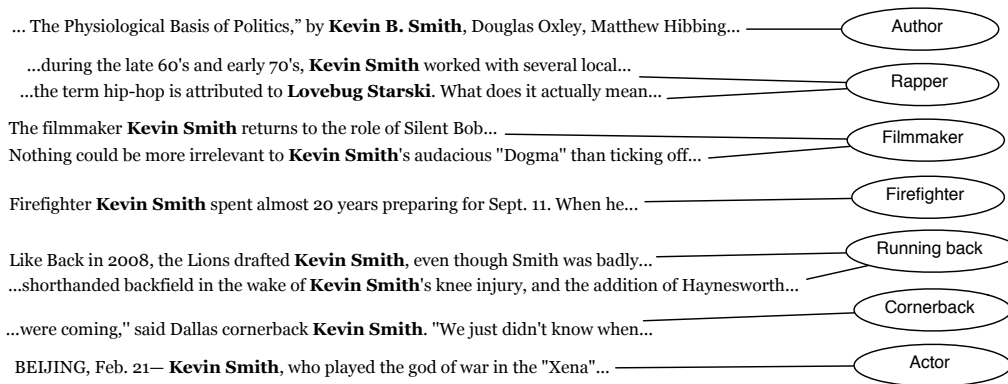 ... The Physiological Basis of Politics,” by Kevin B. Smith, Douglas Oxley, Matthew Hibbing...
Author
...during the late 60's and early 70's, Kevin Smith worked with several local...
...the term hip-hop is attributed to Lovebug Starski. What does it actually mean...
Rapper
The filmmaker Kevin Smith returns to the role of Silent Bob...
Nothing could be more irrelevant to Kevin Smith's audacious "Dogma" than ticking off...
Filmmaker
Firefighter Kevin Smith spent almost 20 years preparing for Sept. 11. When he...
Firefighter
Like Back in 2008, the Lions drafted Kevin Smith, even though Smith was badly...
...shorthanded backfield in the wake of Kevin Smith's knee injury, and the addition of Haynesworth...
Running back
...were coming,'' said Dallas cornerback Kevin Smith. "We just didn't know when...
Cornerback
BEIJING, Feb. 21— Kevin Smith, who played the god of war in the "Xena"...
Actor